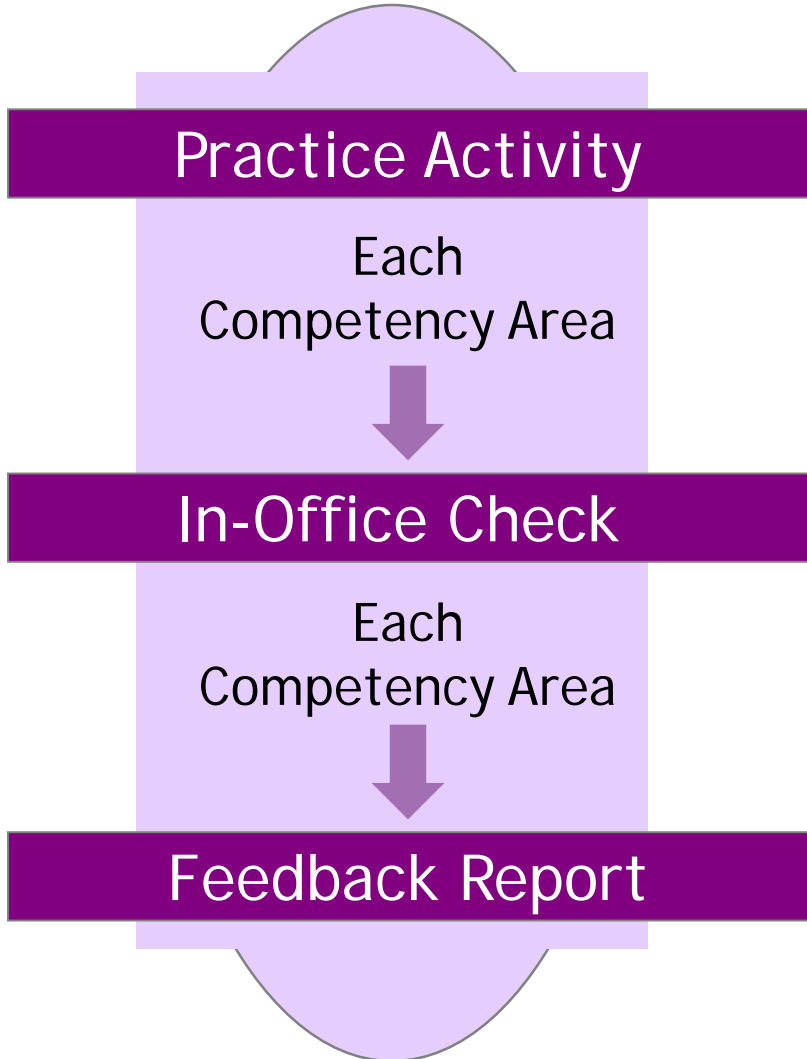 Practice Activity
Each
Competency Area
In-Office Check
Each
Competency Area
Feedback Report